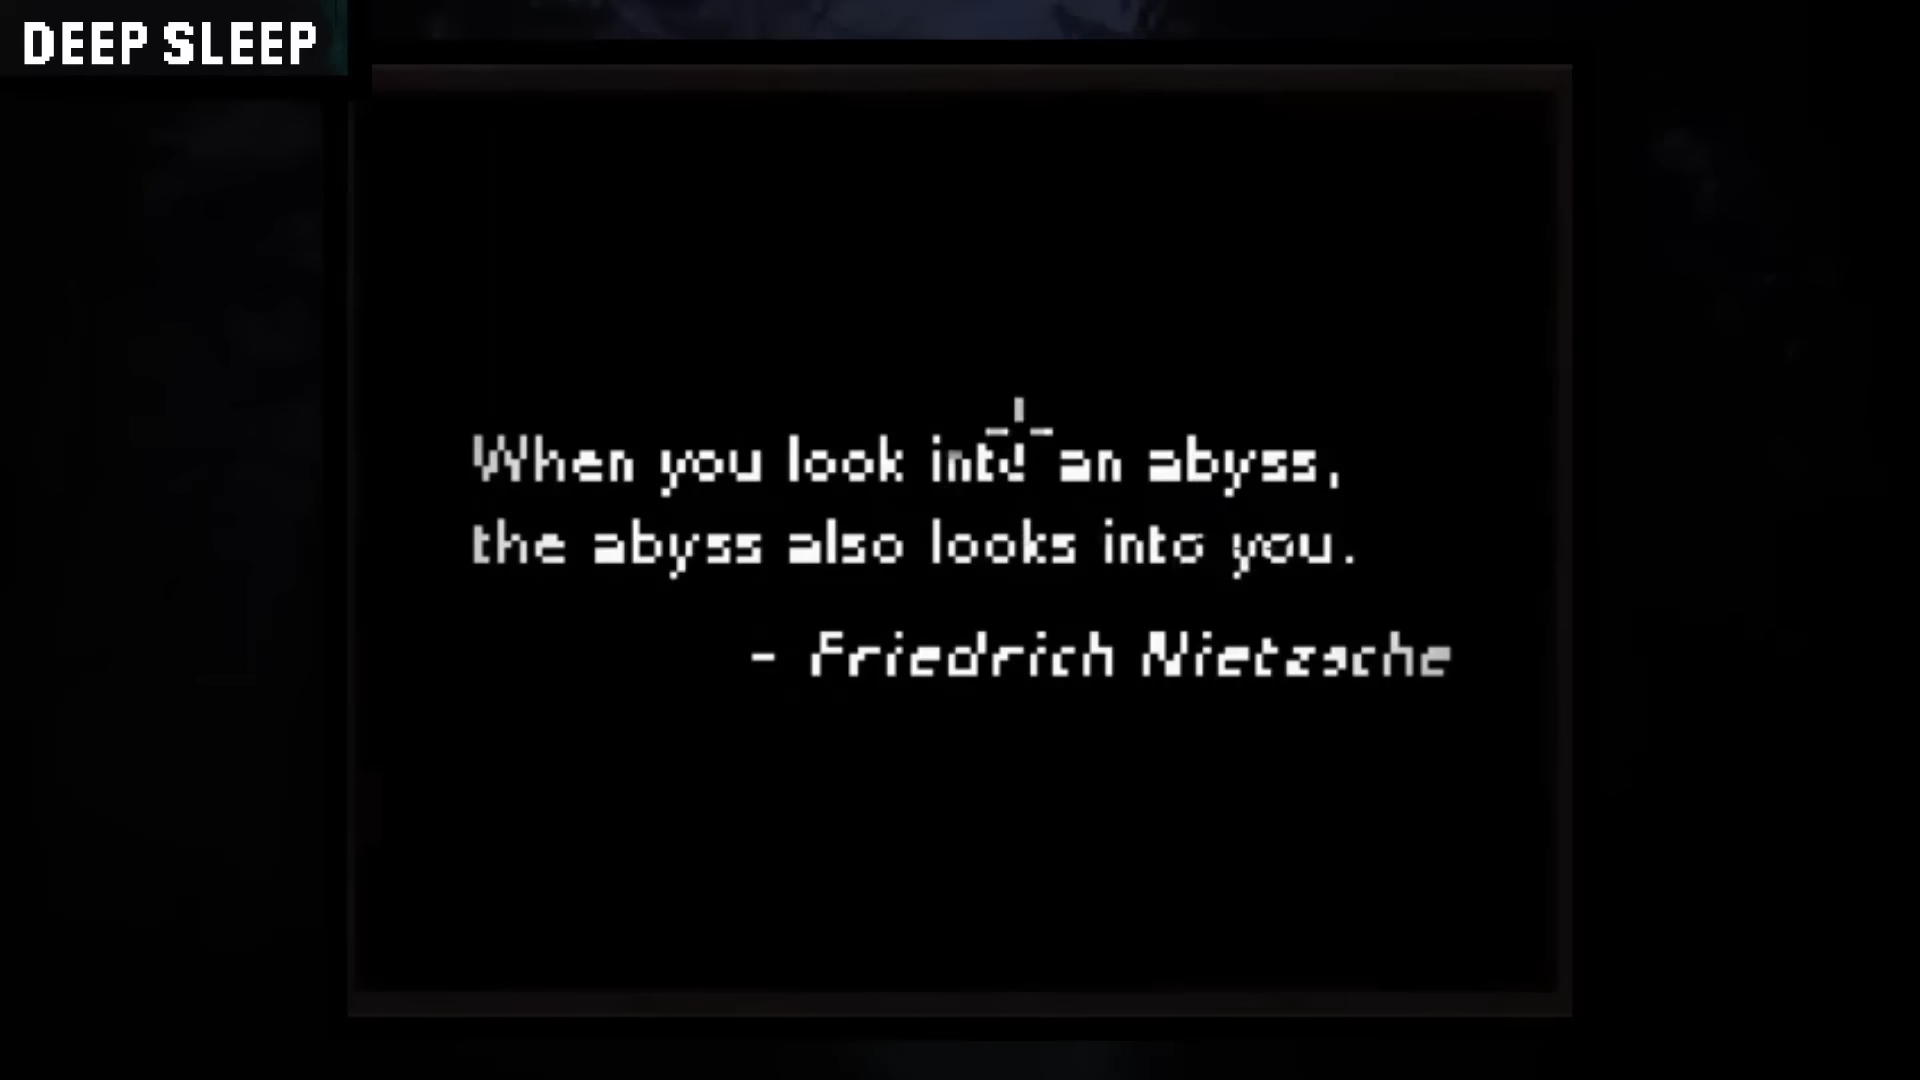 DEEP SLEEP
When you look into an abyss,
the abyss also looks into you.
- Friedrich Nietzsche